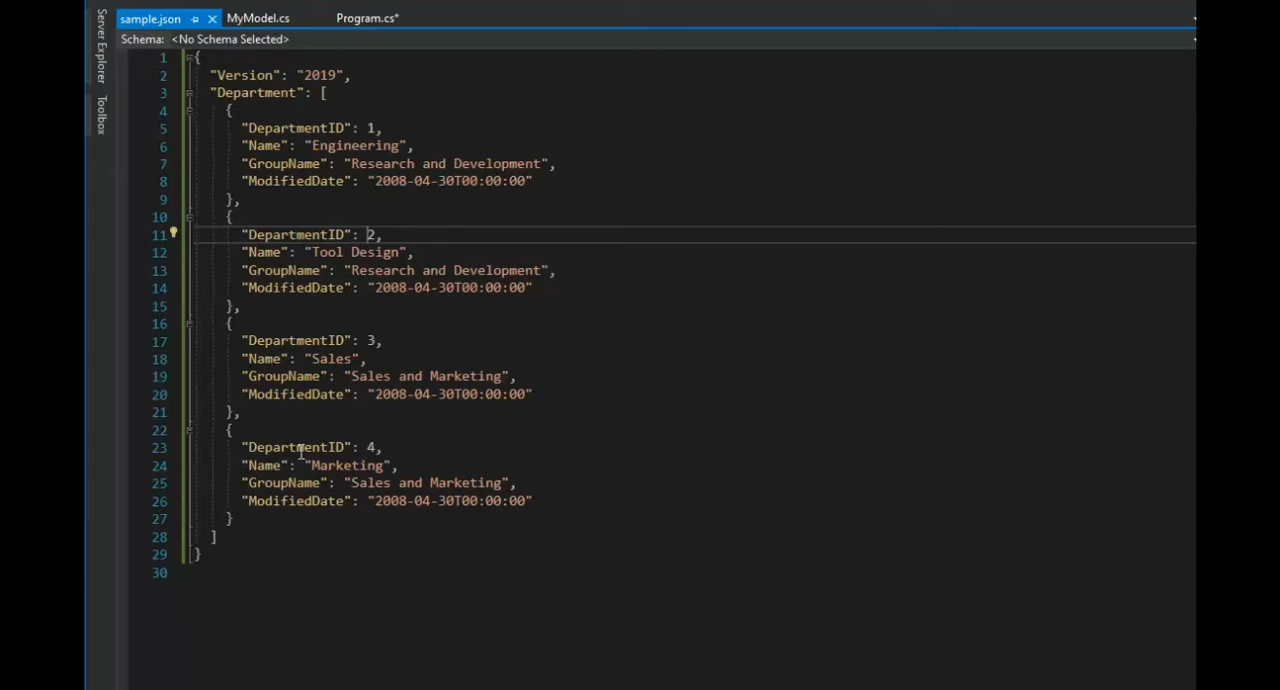 Server Explorer
Toolbox
sample.json MyModel.cs Program.cs*
Schema: <No Schema Selected>
1 {
2 "Version": "2019",
3 "Department": [
4 {
5 "DepartmentID": 1,
6 "Name": "Engineering",
7 "GroupName": "Research and Development",
8 "ModifiedDate": "2008-04-30T00:00:00"
9 },
10 {
11 "DepartmentID": 2,
12 "Name": "Tool Design",
13 "GroupName": "Research and Development",
14 "ModifiedDate": "2008-04-30T00:00:00"
15 },
16 {
17 "DepartmentID": 3,
18 "Name": "Sales",
19 "GroupName": "Sales and Marketing",
20 "ModifiedDate": "2008-04-30T00:00:00"
21 },
22 {
23 "DepartmentID": 4,
24 "Name": "Marketing",
25 "GroupName": "Sales and Marketing",
26 "ModifiedDate": "2008-04-30T00:00:00"
27 }
28 ]
29 }
30